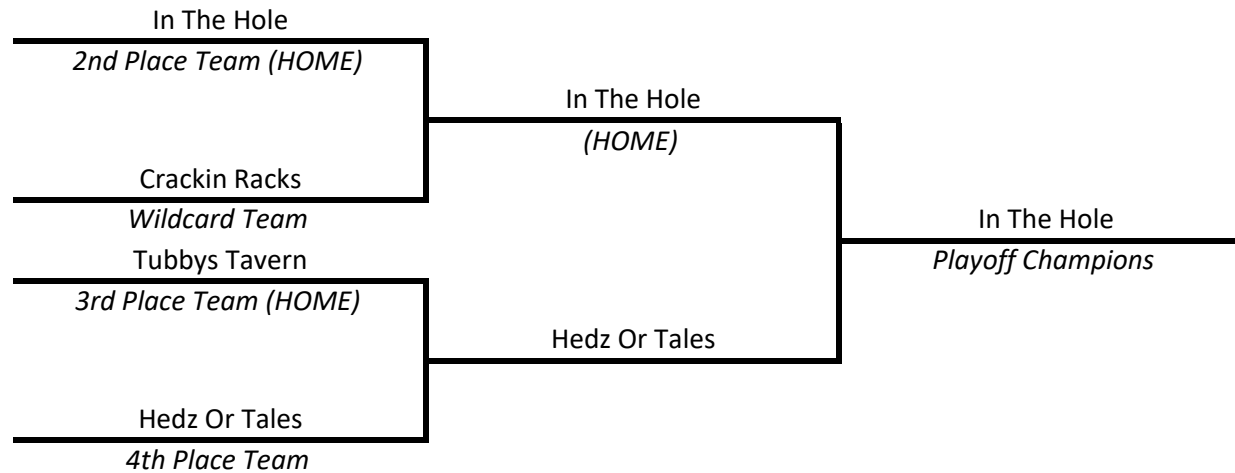 In The Hole
2nd Place Team (HOME)
In The Hole
(HOME)
Crackin Racks
Wildcard Team
In The Hole
Playoff Champions
Tubbys Tavern
3rd Place Team (HOME)
Hedz Or Tales
Hedz Or Tales
4th Place Team